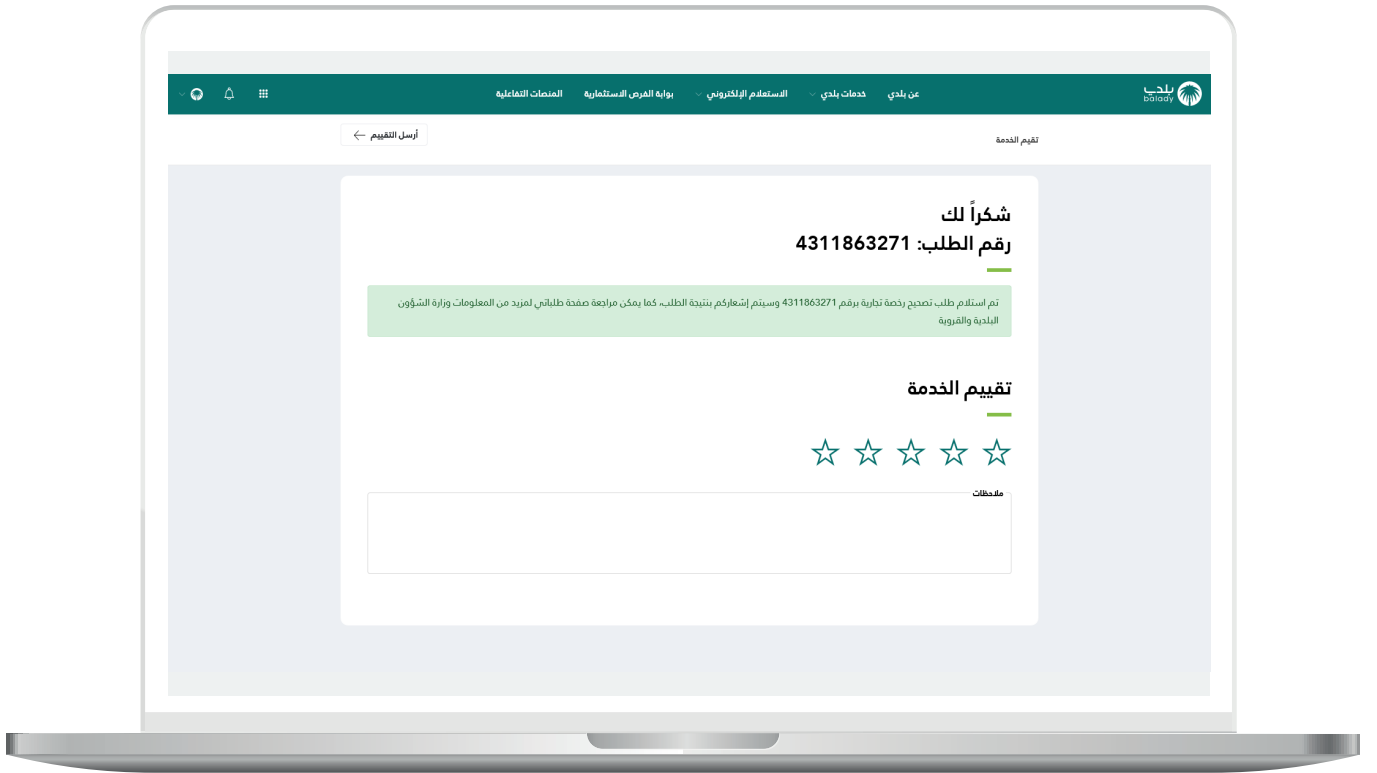 بلدي
balady
عن بلدي
خدمات بلدي
الاستعلام الإلكتروني
بوابة الفرص الاستثمارية
المنصات التفاعلية
تقيم الخدمة
أرسل التقييم
شكراً لك
رقم الطلب: 4311863271
تم استلام طلب تصحيح رخصة تجارية برقم 4311863271 وسيتم إشعاركم بنتيجة الطلب، كما يمكن مراجعة صفحة طلباتي لمزيد من المعلومات وزارة الشؤون
البلدية والقروية
تقييم الخدمة
ملاحظات